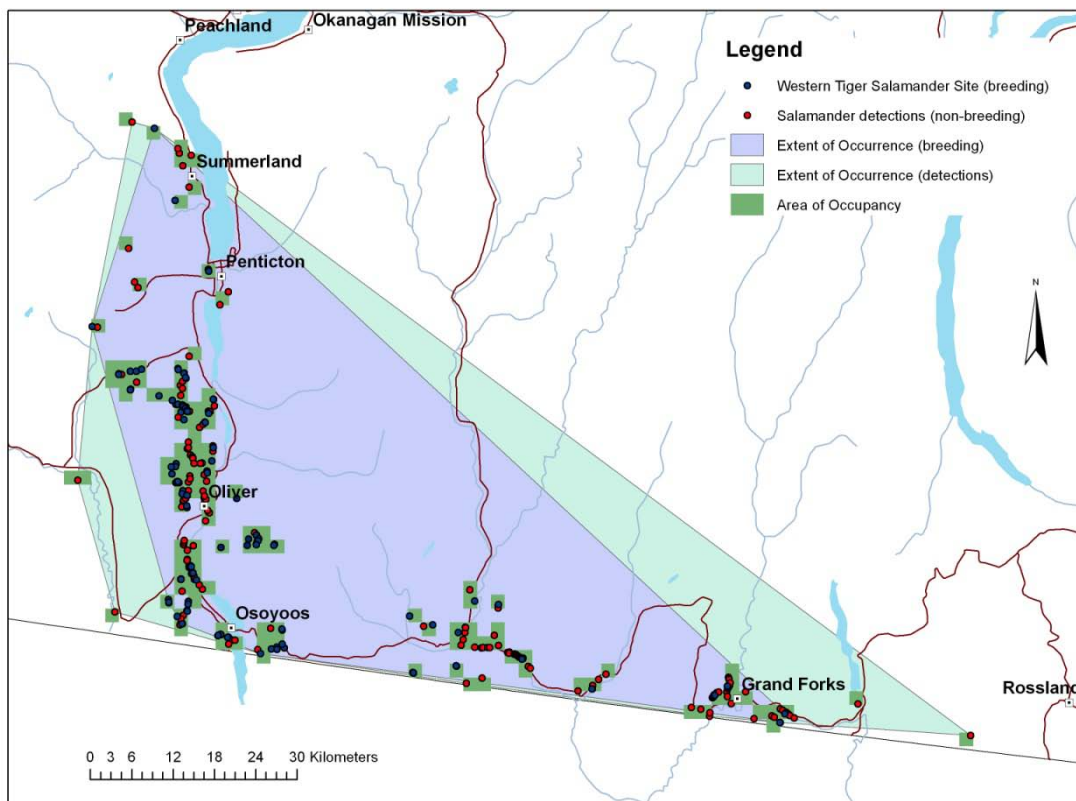 Peachland
Okanagan Mission
Legend
Western Tiger Salamander Site (breeding)
Salamander detections (non-breeding)
Extent of Occurrence (breeding)
Extent of Occurrence (detections)
Area of Occupancy
Summerland
Penticton
N
Oliver
Osoyoos
Grand Forks
Rossland
0 3 6 12 18 24 30 Kilometers